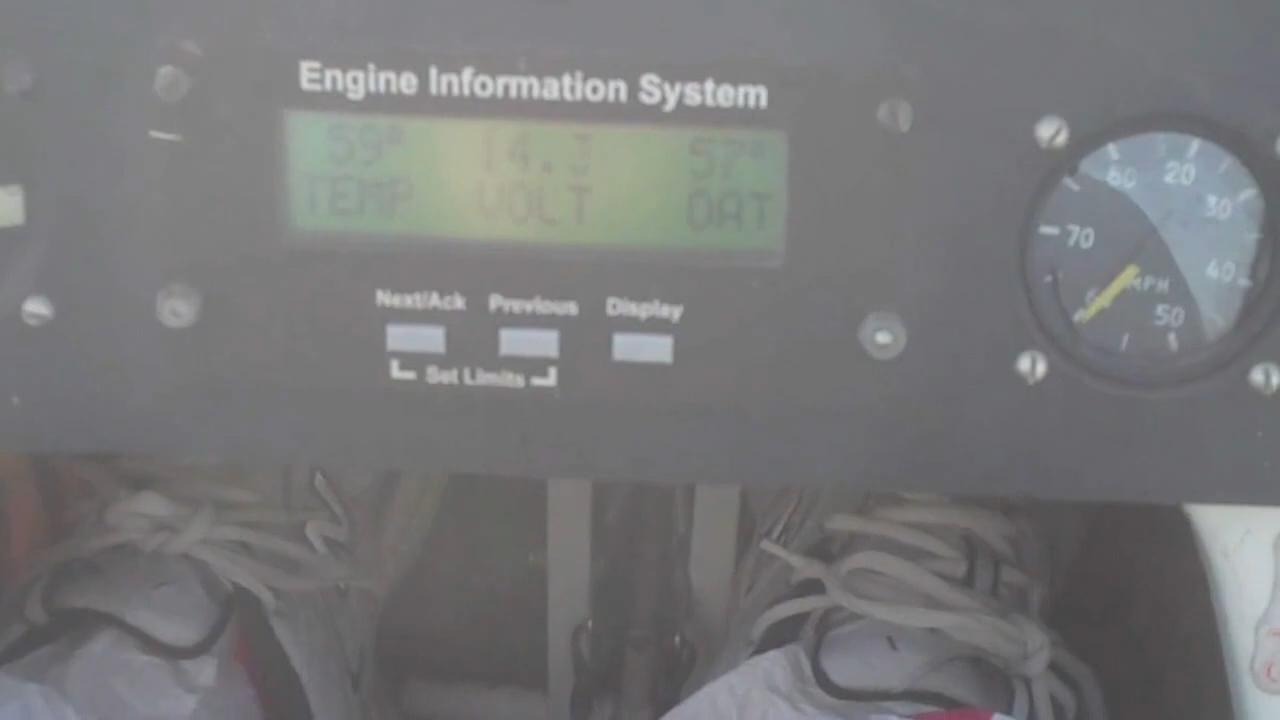 Engine Information System
59° 14.3 57°
TEMP VOLT OAT
Next/Ack Previous Display
Set Limits
80 20
70 30
40
MPH
50